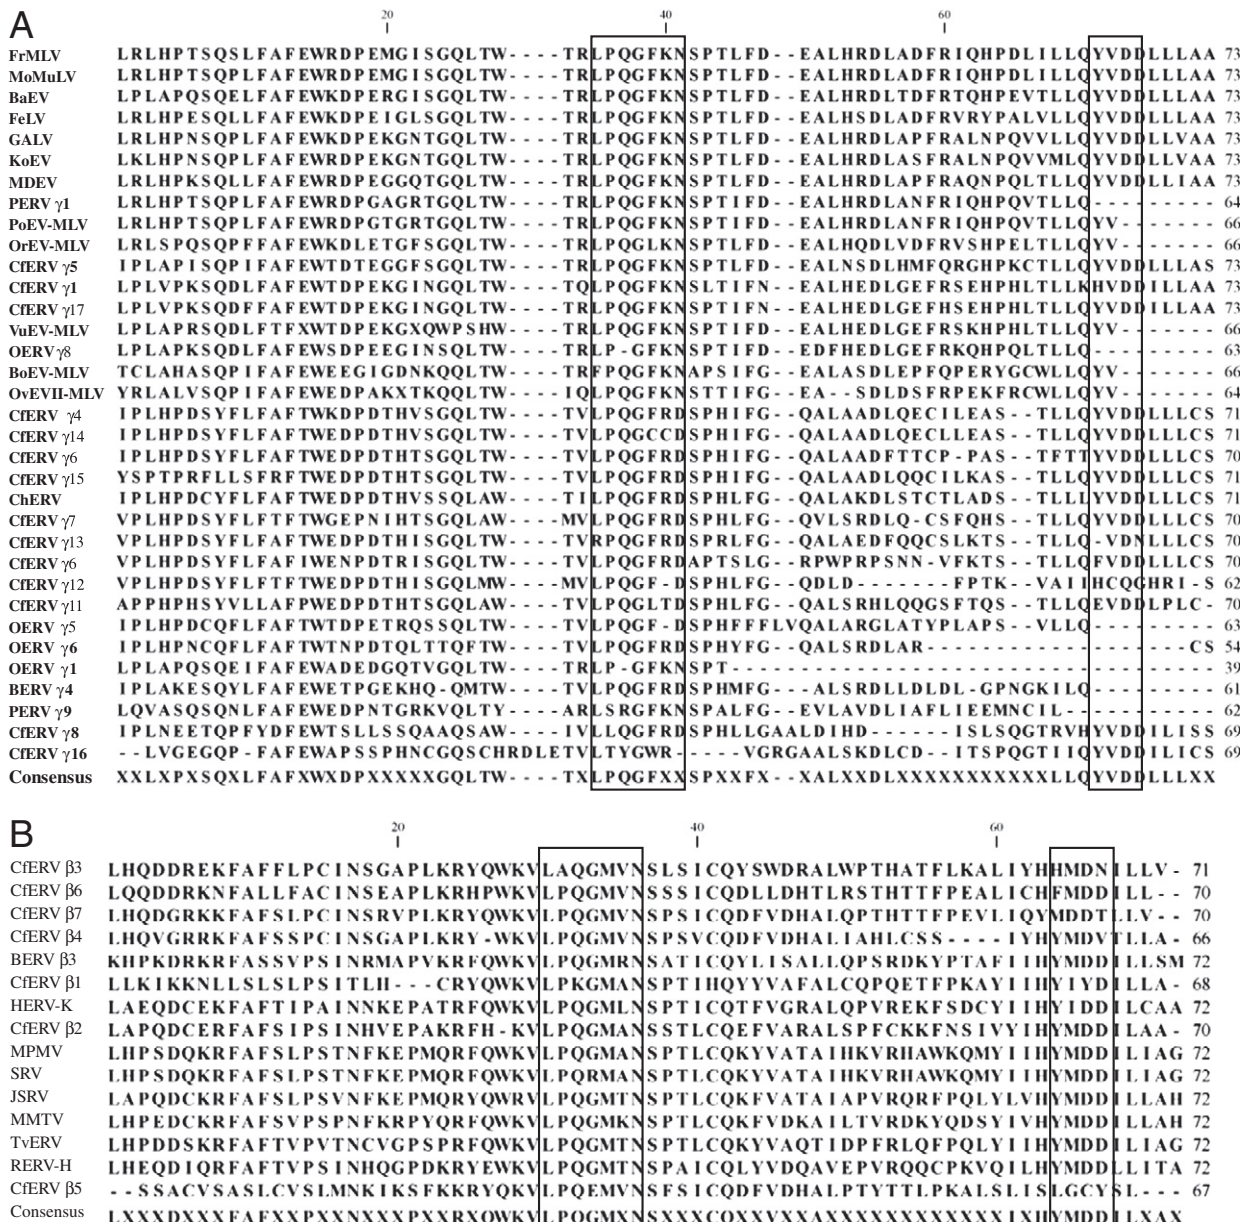 A
20 40 60
FrMLV LRLHPTSQSLFAFEWRDPEMGISGQLTW----TRLPQGFKNSPTLFD--EALHRDLADFRIQHPDLILLQYVDDLLLAA 73
MoMuLV LRLHPTSQPLFAFEWRDPEMGISGQLTW----TRLPQGFKNSPTLFD--EALHRDLADFRIQHPDLILLQYVDDLLLAA 73
BaEV LPLAPQSQELFAFEWKDPERGISGQLTW----TRLPQGFKNSPTLFD--EALHRDLTDFRTQHPEVTLLQYVDDLLLAA 73
FeLV LRLHPESQLLFAFEWKDPEIGLSGQLTW----TRLPQGFKNSPTLFD--EALHSDLADFRVRYPALVLLQYVDDLLLAA 73
GALV LRLHPNSQPLFAFEWKDPEKGNTGQLTW----TRLPQGFKNSPTLFD--EALHRDLAPFRALNPQVVLLQYVDDLLVAA 73
KoEV LKLHPNSQPLFAFEWRDPEKGNTGQLTW----TRLPQGFKNSPTLFD--EALHRDLASFRALNPQVVMLQYVDDLLVAA 73
MDEV LRLHPKSQLLFAFEWRDPEGGQTGQLTW----TRLPQGFKNSPTLFD--EALHRDLAPFRAQNPQLTLLQYVDDLLIAA 73
PERV γ1 LRLHPTSQPLFAFEWRDPGAGRTGQLTW----TRLPQGFKNSPTIFD--EALHRDLANFRIQHPQVTLLQ--------- 64
PoEV-MLV LRLHPTSQPLFAFEWRDPGTGRTGQLTW----TRLPQGFKNSPTIFD--EALHRDLANFRIQHPQVTLLQYV------- 66
OrEV-MLV LRLSPQSQPFFAFEWKDLETGFSGQLTW----TRLPQGLKNSPTLFD--EALHQDLVDFRVSHPELTLLQYV------- 66
CfERV γ5 IPLAPISQPIFAFEWTDTEGGFSGQLTW----TRLPQGFKNSPTLFD--EALNSDLHMFQRGHPKCTLLQYVDDLLLAS 73
CfERV γ1 LPLVPKSQDLFAFEWTDPEKGINGQLTW----TQLPQGFKNSLTIFN--EALHEDLGEFRSEHPHLTLLKHVDDILLAA 73
CfERV γ17 LPLVPKSQDFFAFEWTDPEKGINGQLTW----TRLPQGFKNSPTIFN--EALHEDLGEFHSEHPHLTLLQYVDDILLAA 73
VuEV-MLV LPLAPRSQDLFTFXWTDPEKGXQWPSHW----TRLPQGFKNSPTIFD--EALHEDLGEFRSKHPHLTLLQYV------- 66
OERV γ8 LPLAPKSQDLFAFEWSDPEEGINSQLTW----TRLP-GFKNSPTIFD--EDFHEDLGEFRKQHPQLTLLQ--------- 63
BoEV-MLV TCLAHASQPIFAFEWEEGIGDNKQQLTW----TRFPQGFKNAPSIFG--EALASDLEPFQPERYGCWLLQYV------- 66
OvEVII-MLV YRLALVSQPIFAFEWEDPAKXTKQQLTW----IQLPQGFKNSTTIFG--EA--SDLDSFRPEKFRCWLLQYV------- 64
CfERV γ4 IPLHPDSYFLFAFTWKDPDTHVSGQLTW----TVLPQGFRDSPHIFG--QALAADLQECILEAS--TLLQYVDDLLLCS 71
CfERV γ14 IPLHPDSYFLFAFTWEDPDTHVSGQLTW----TVLPQGCCDSPHIFG--QALAADLQECLLEAS--TLLQYVDDLLLCS 71
CfERV γ6 IPLHPDSYFLFAFTWEDPDTHTSGQLTW----TVLPQGFRDSPHIFG--QALAADFTTCP-PAS--TFTTYVDDLLLCS 70
CfERV γ15 YSPTPRFLLSFRFTWEDPDTHTSGQLTW----TVLPQGFRDSPHIFG--QALAADLQQCILKAS--TLLQYVDDLLLCS 71
ChERV IPLHPDCYFLFAFTWEDPDTHVSSQLAW----TILPQGFRDSPHIFG--QALAKDLSTCTLADS--TLLIYVDDLLLCS 71
CfERV γ7 VPLHPDSYFLFTFTWGEPNIHTSGQLAW----MVLPQGFRDSPHLFG--QVLSRDLQ-CSFQHS--TLLQYVDDLLLCS 70
CfERV γ13 VPLHPDSYFLFAFTWEDPDTHTSGQLTW----TVRPQGFRDSPRLFG--QALAEDFQQCSLKTS--TLLQ-VDNLLLCS 70
CfERV γ6 VPLHPDSYFLFAFIWENPDTRISGQLTW----TVLPQGFRDAPTSLG--RPWPRPSNN-VFKTS--TLLQFVDDLLLCS 70
CfERV γ12 VPLHPDSYFLFTFTWEDPDTHISGQLMW----MVLPQGF-DSPHLFG--QDLD-------FPTK--VAIIHCQGHRI-S 62
CfERV γ11 APPHPHSYVLLAFPWEDPDTHTSGQLAW----TVLPQGLTDSPHLFG--QALSRHLQQGSFTQS--TLLQEVDDLPLC- 70
OERV γ5 IPLHPDCQFLFAFTWTDPETRQSSQLTW----TVLPQGF-DSPHFFFLVQALARGLATYPLAPS--VLLQ--------- 63
OERV γ6 IPLHPNCQFLFAFTWTNPDTQLTTQFTW----TVLPQGFRDSPHYFG--QALSRDLAR-------------------CS 54
OERV γ1 LPLAPQSQEIFAFEWADEDGQTVGQLTW----TRLP-GFKNSPT----------------------------------- 39
BERV γ4 IPLAKESQYLFAFEWETPGEKHQ-QMTW----TVLPQGFRDSPHMFG---ALSRDLLDLDL-GPNGKILQ--------- 61
PERV γ9 LQVASQSQNLFAFEWEDPNTGRKVQLTY----ARLSRGFKNSPALFG--EVLAVDLIAFLIEEMNCIL----------- 62
CfERV γ8 IPLNEETQPFYDFEWTSLLSSQAAQSAW----IVLPQGFRDSPHLLGAALDIHD------ISLSQGTRVHYVDDILISS 69
CfERV γ16 --LVGEGQP-FAFEWAPSSPHNCGQSCHRDLETVLTYGWR-----VGRGAALSKDLCD--ITSPQGTIIQYVDDLLICS 69
Consensus XXLXPXSQXLFAFXWXDPXXXXXGQLTW----TXLPQGFXXSPXXFX--XALXXDLXXXXXXXXXXXLLQYVDDLLLXX
B
20 40 60
CfERV β3 LHQDDREKFAFFLPCINSGAPLKRYQWKVLAQGMVNSLSICQYSWDRALWPTHATFLKALIYHHMDNILLV- 71
CfERV β6 LQQDDRKNFALLFACINSEAPLKRHPWKVLPQGMVNSSSICQDLLDHTLRSTHTTFPEALICHFMDDILL-- 70
CfERV β7 LHQDGRKKFAFSLPCINSRVPLKRYQWKVLPQGMVNSPSICQDFVDHALQPTHTTFPEVLIQYMDDTLLV-- 70
CfERV β4 LHQVGRRKFAFSSPCINSGAPLKRY-WKVLPQGMVNSPSVCQDFVDHALIAHLCSS----IYHYMDVTLLA- 66
BERV β3 KHPKDRKRFASSVPSINRMAPVKRFQWKVLPQGMRNSATICQYLISALLQPSRDKYPTAFIIHYMDDILLSM 72
CfERV β1 LLKIKKNLLSLSLPSITLH---CRYQWKVLPKGMANSPTIHQYYVAFALCQPQETFPKAYIIHYIYDILLA- 68
HERV-K LAEQDCEKFAFTIPAINNKEPATRFQWKVLPQGMLNSPTICQTFVGRALQPVREKFSDCYIIHYIDDILCAA 72
CfERV β2 LAPQDCERFAFSIPSINHVEPAKRFH-KVLPQGMANSSTLCQEFVARALSPFCKKFNSIVYIHYMDDILAA- 70
MPMV LHPSDQKRFAFSLPSTNFKEPMQRFQWKVLPQGMANSPTLCQKYVATAIHKVRHAWKQMYIIHYMDDILIAG 72
SRV LHPSDQKRFAFSLPSTNFKEPMQRFQWKVLPQRMANSPTLCQKYVATAIHKVRHAWKQMYIIHYMDDILIAG 72
JSRV LAPQDCKRFAFSLPSVNFKEPMQRYQWRVLPQGMTNSPTLCQKFVATAIAPVRQRFPQLYLVHYMDDILLAH 72
MMTV LHPEDCKRFAFSVPSPNFKRPYQRFQWKVLPQGMKNSPTLCQKFVDKAILTVRDKYQDSYIVHYMDDILLAH 72
TvERV LHPDDSKRFAFTVPVTNCVGPSPRFQWKVLPQGMTNSPTLCQKYVAQTIDPFRLQFPQLYIIHYMDDILIAG 72
RERV-H LHEQDIQRFAFTVPSINHQGPDKRYEWKVLPQGMTNSPAICQLYVDQAVEPVRQQCPKVQILHYMDDLLITA 72
CfERV β5 --SSACVSASLCVSLMNKIKSFKKRYQKVLPQEMVNSFSICQDFVDHALPTYTTLPKALSLISLGCYSL--- 67
Consensus LXXXDXXXFAFXXPXXNXXXPXXRXQWKVLPQGMXNSXXXCQXXVXXAXXXXXXXXXXXXIXHYMDDILXAX